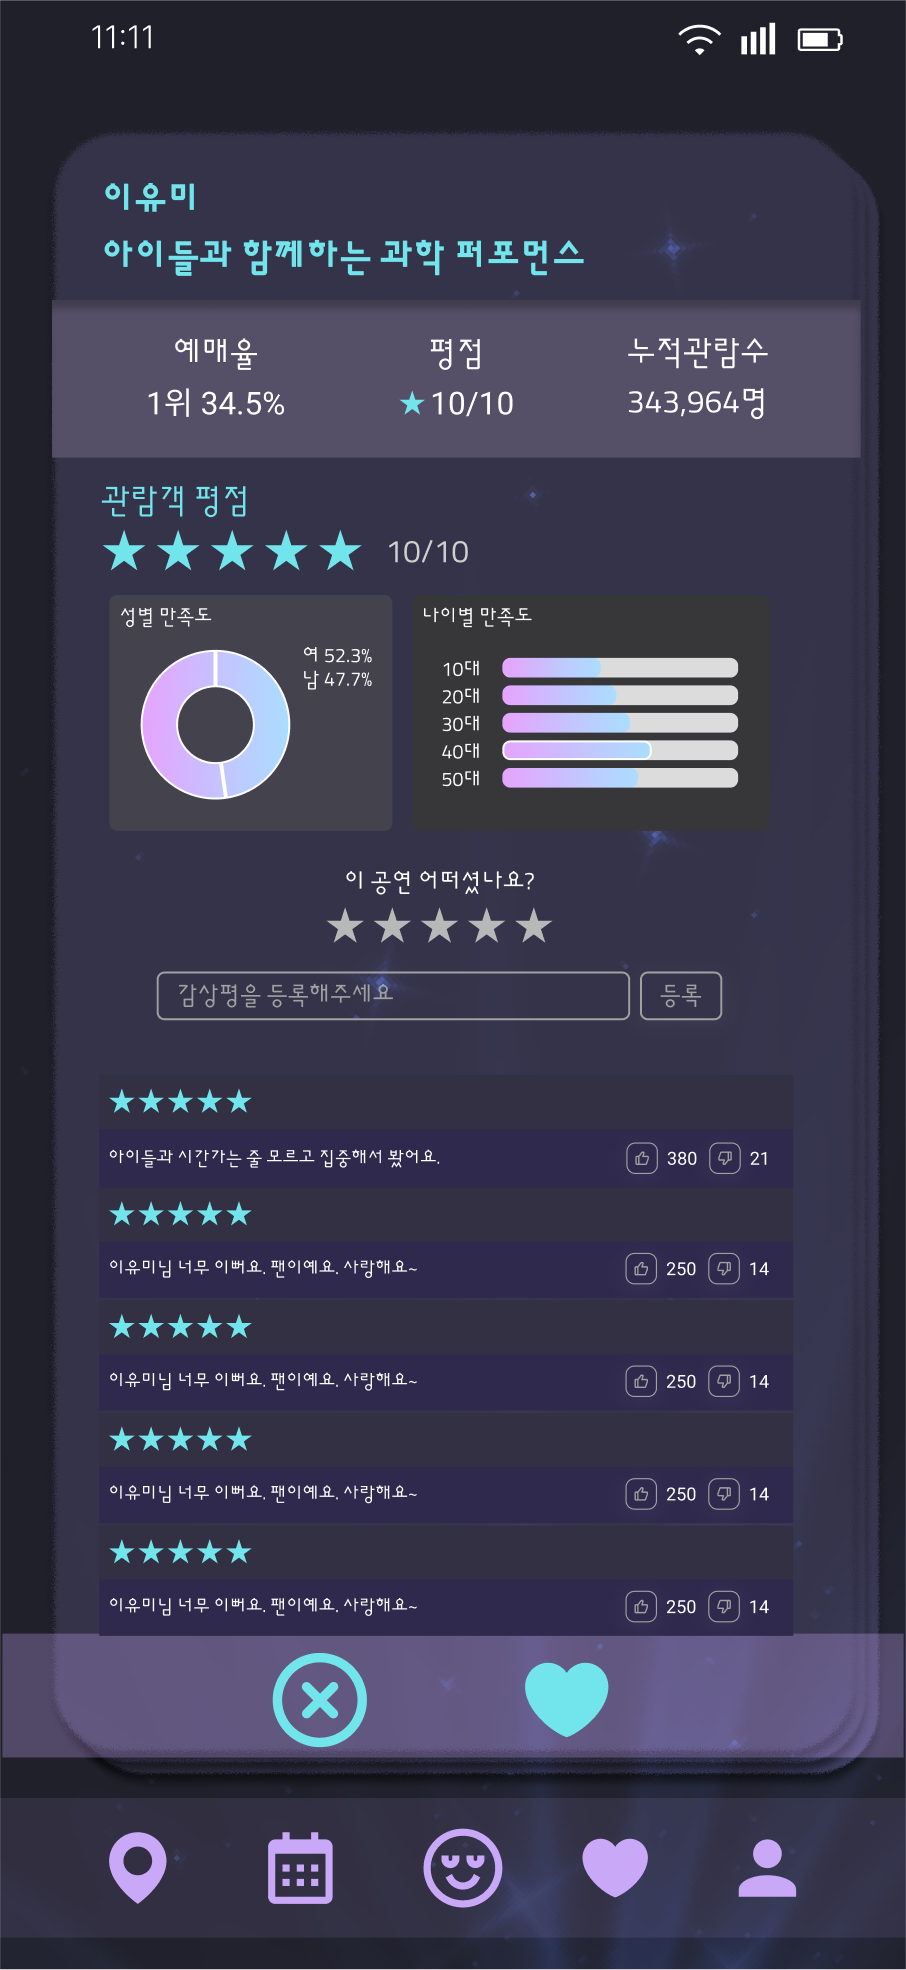 11:11
이유미
아이들과 함께하는 과학 퍼포먼스
예매율 평점 누적관람수
1위 34.5% ★10/10 343,964명
관람객 평점
★★★★★ 10/10
성별 만족도
여 52.3%
남 47.7%
나이별 만족도
10대
20대
30대
40대
50대
이 공연 어떠셨나요?
★★★★★
감상평을 등록해주세요 등록
★★★★★
아이들과 시간가는 줄 모르고 집중해서 봤어요. 380 21
★★★★★
이유미님 너무 이뻐요. 팬이예요. 사랑해요~ 250 14
★★★★★
이유미님 너무 이뻐요. 팬이예요. 사랑해요~ 250 14
★★★★★
이유미님 너무 이뻐요. 팬이예요. 사랑해요~ 250 14
★★★★★
이유미님 너무 이뻐요. 팬이예요. 사랑해요~ 250 14